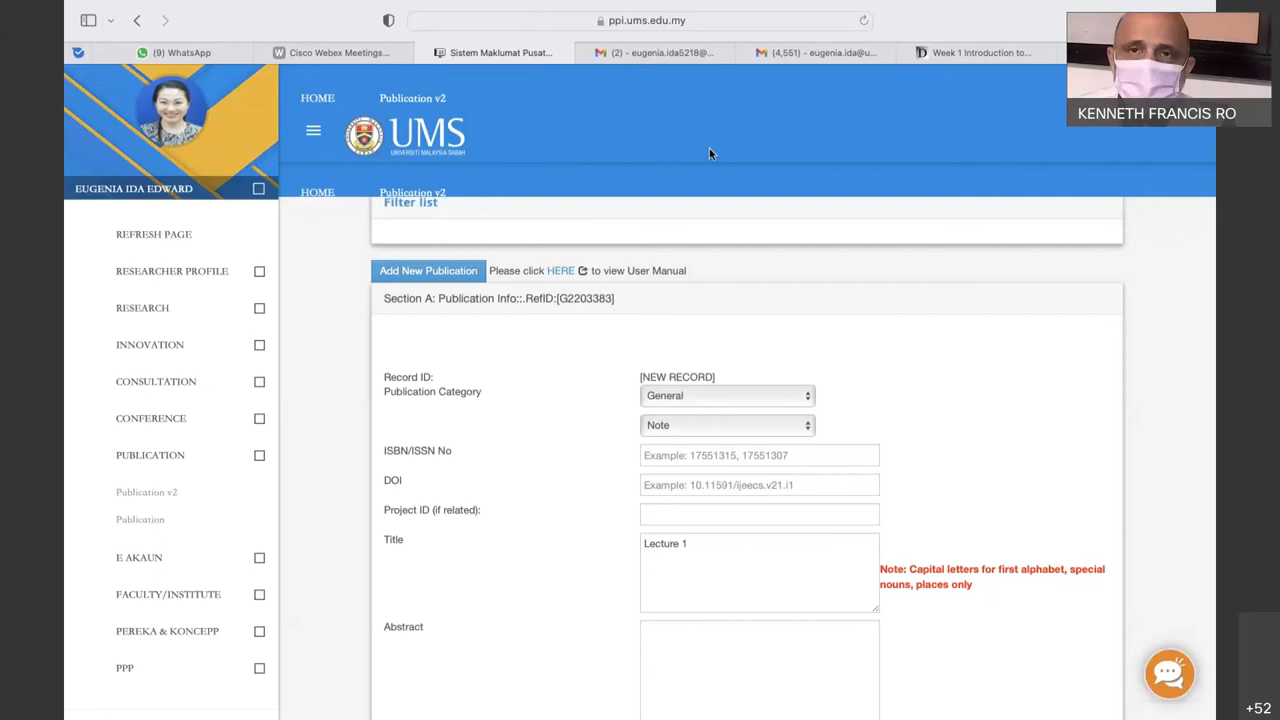 ppi.ums.edu.my
(9) WhatsApp
Cisco Webex Meetings...
Sistem Maklumat Pusat...
(2) - eugenia.ida5218@...
(4,551) - eugenia.ida@u...
Week 1 Introduction to...
KENNETH FRANCIS RO
HOME
Publication v2
UMS
UNIVERSITI MALAYSIA SABAH
HOME
Publication v2
EUGENIA IDA EDWARD
REFRESH PAGE
RESEARCHER PROFILE
RESEARCH
INNOVATION
CONSULTATION
CONFERENCE
PUBLICATION
Publication v2
Publication
E AKAUN
FACULTY/INSTITUTE
PEREKA & KONCEPP
PPP
Filter list
Add New Publication Please click HERE to view User Manual
Section A: Publication Info::.RefID:[G2203383]
Record ID: [NEW RECORD]
Publication Category General
Note
ISBN/ISSN No Example: 17551315, 17551307
DOI Example: 10.11591/ijeecs.v21.i1
Project ID (if related):
Title Lecture 1
Note: Capital letters for first alphabet, special
nouns, places only
Abstract
+52